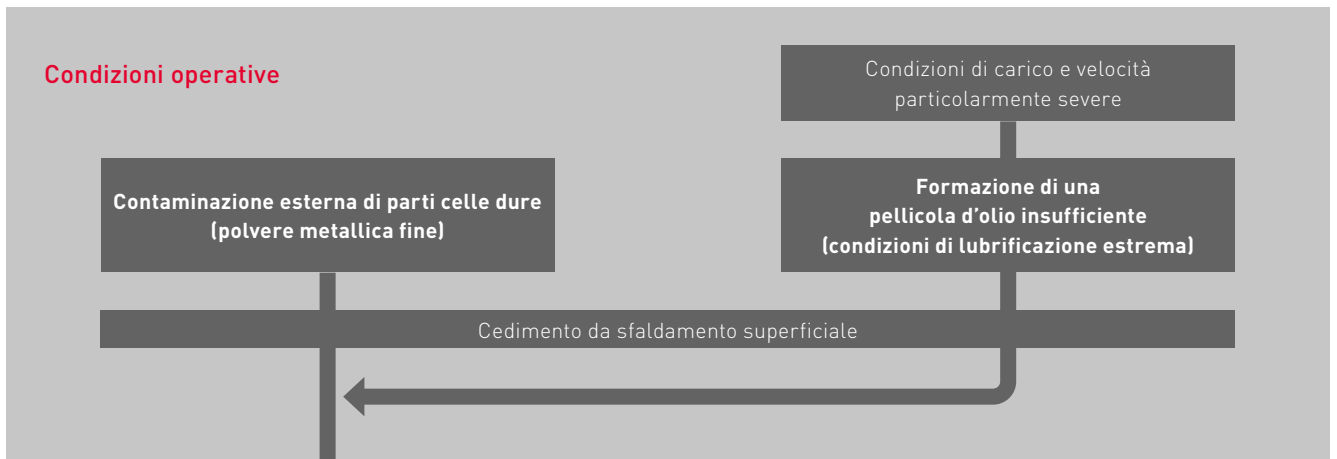 Condizioni operative
Condizioni di carico e velocità
particolarmente severe
Contaminazione esterna di parti celle dure
(polvere metallica fine)
Formazione di una
pellicola d’olio insufficiente
(condizioni di lubrificazione estrema)
Cedimento da sfaldamento superficiale